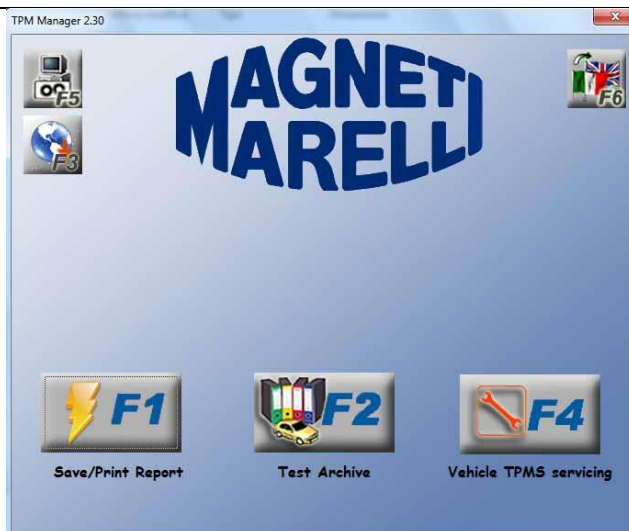 TPM Manager 2.30
x
F5
F6
F3
MAGNETI
MARELLI
F1
F2
F4
Save/Print Report
Test Archive
Vehicle TPMS servicing